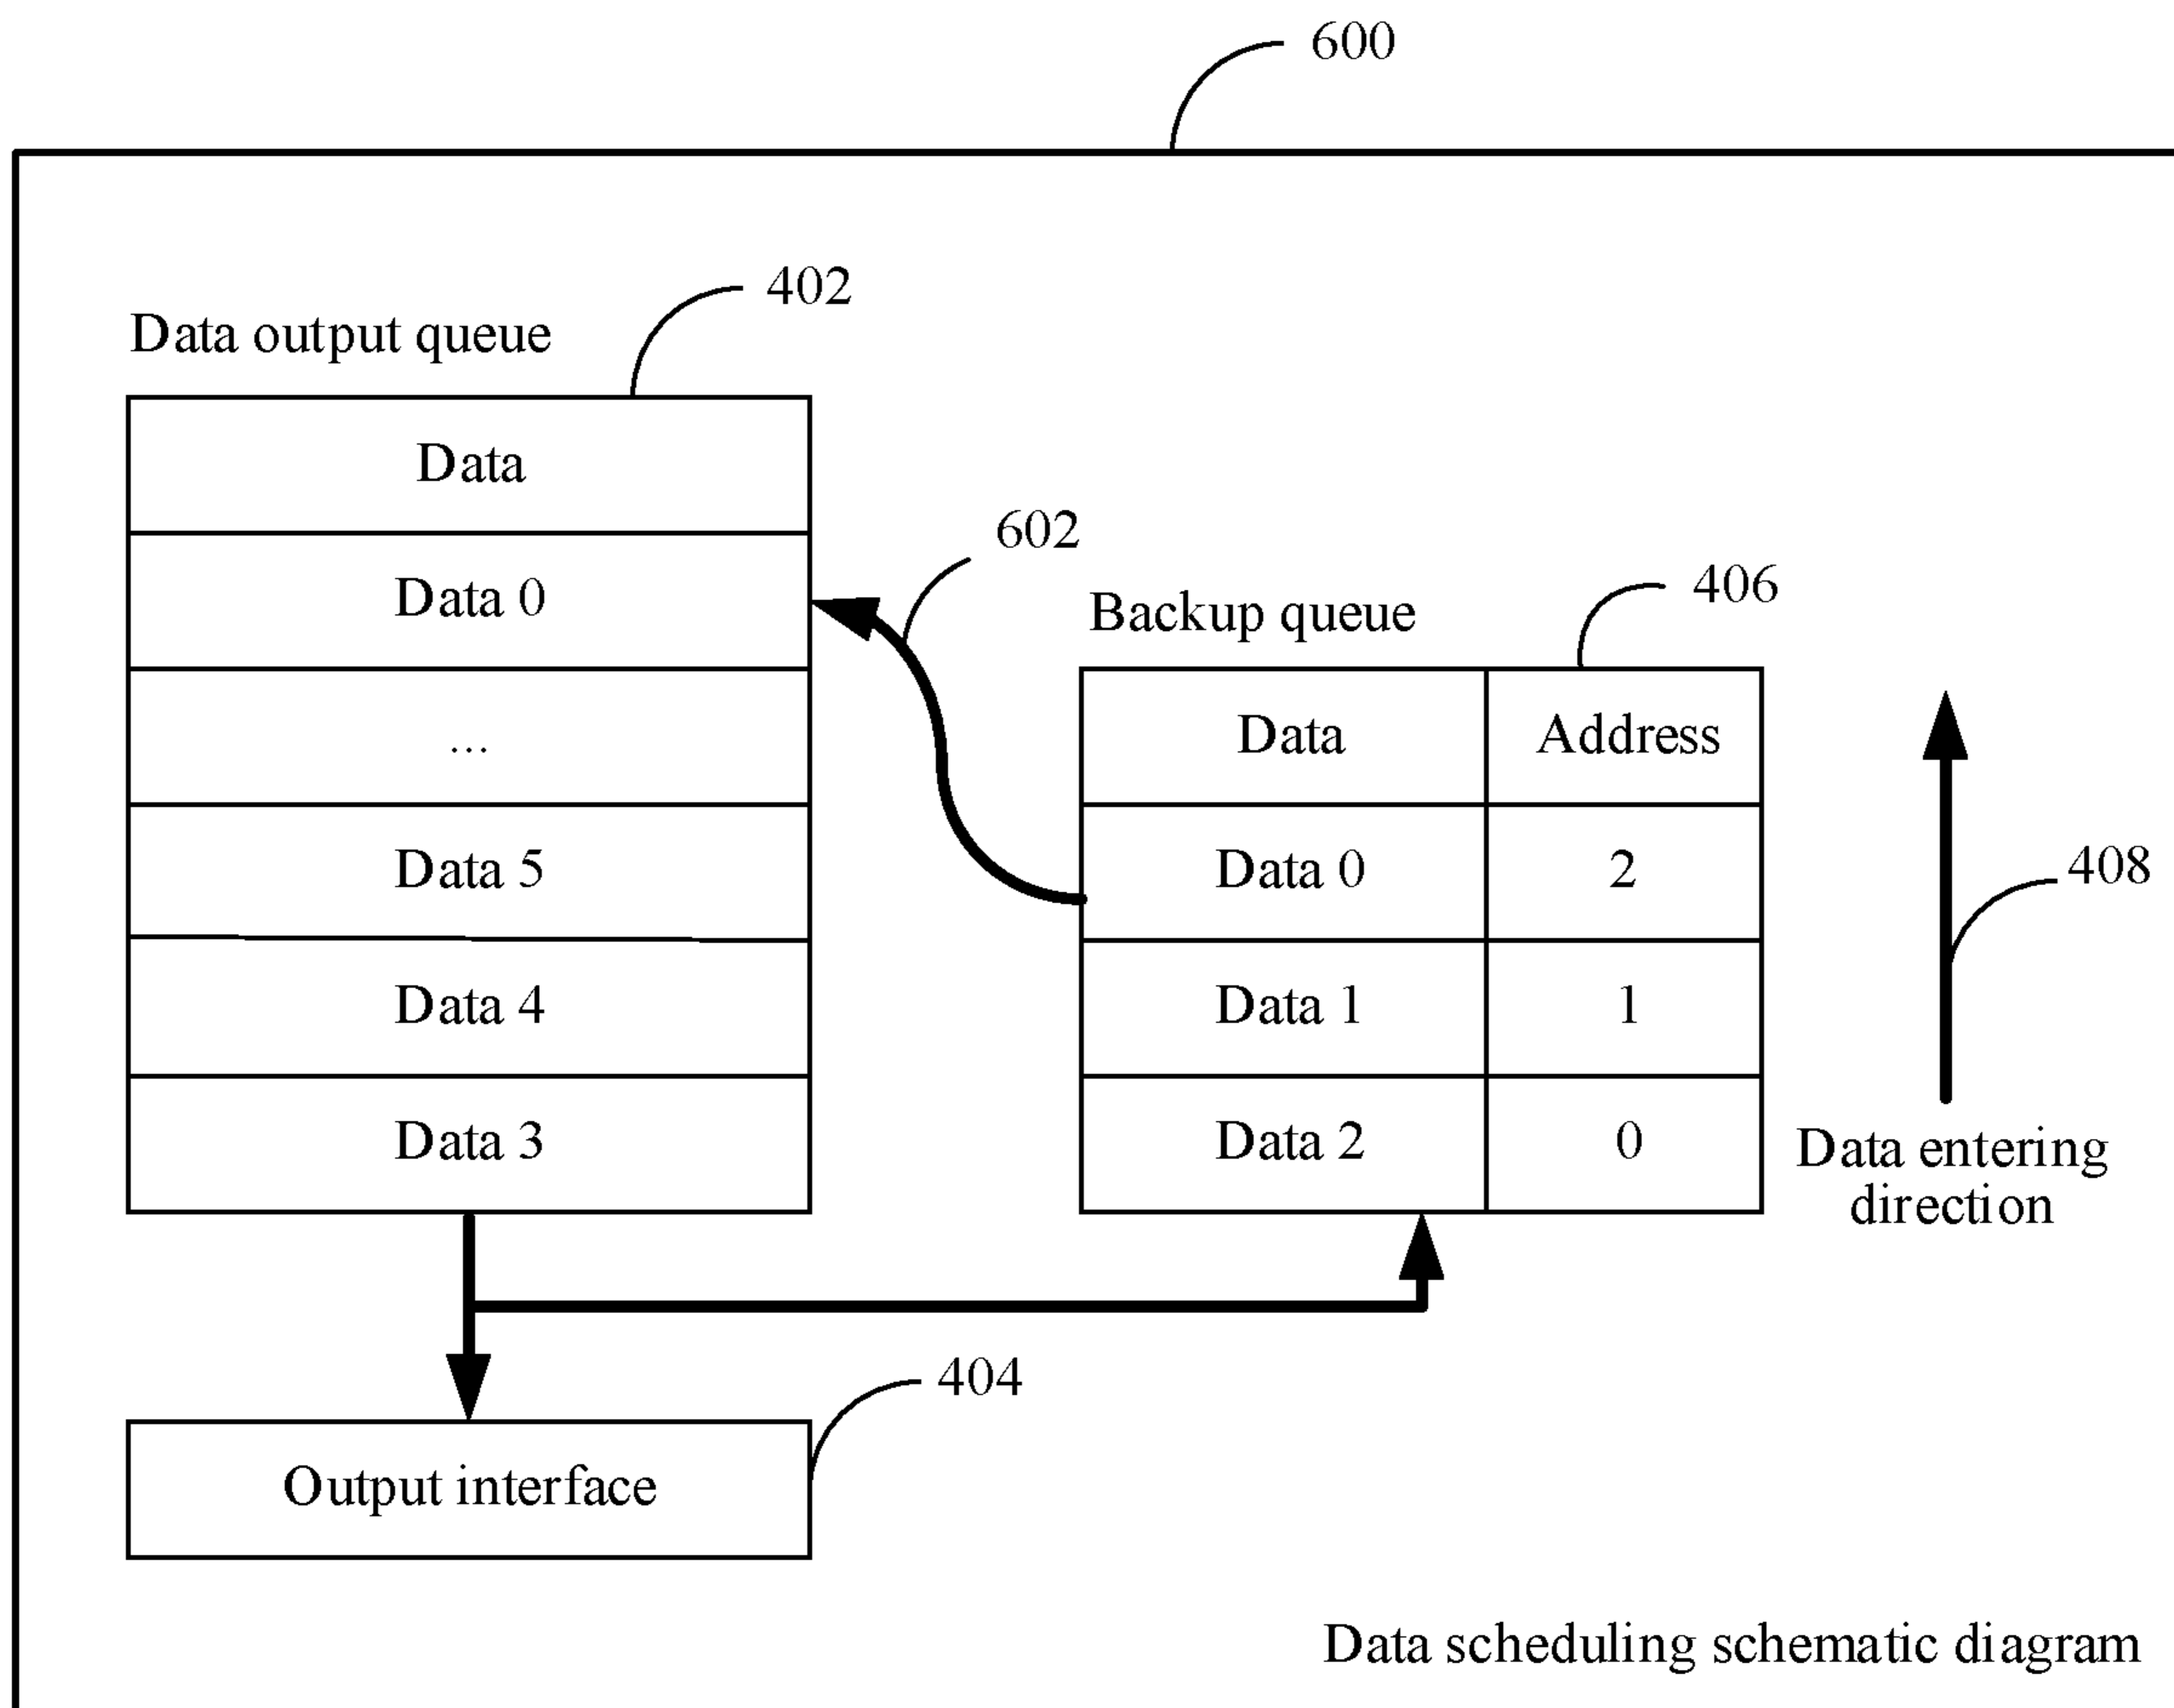 600
402
Data output queue
Data
602
Data 0
406
Backup queue
...
Data Address
Data 5
Data 0 2
408
Data 4
Data 1 1
Data 3
Data 2 0
Data entering
direction
404
Output interface
Data scheduling schematic diagram